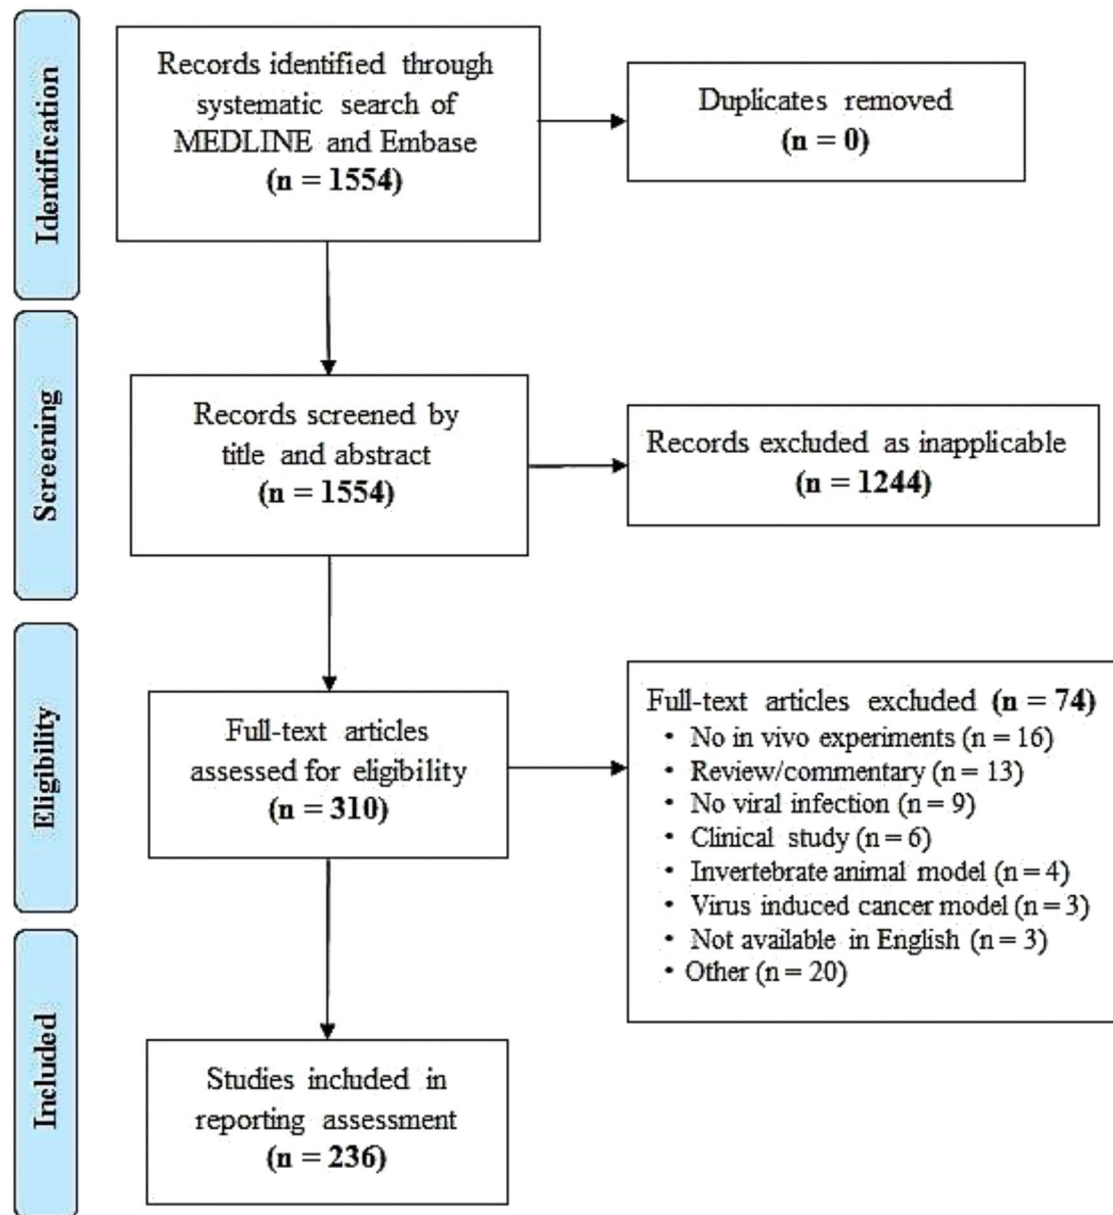 Identification
Records identified through
systematic search of
MEDLINE and Embase
(n = 1554)
Duplicates removed
(n = 0)
Screening
Records screened by
title and abstract
(n = 1554)
Records excluded as inapplicable
(n = 1244)
Eligibility
Full-text articles
assessed for eligibility
(n = 310)
Full-text articles excluded (n = 74)
• No in vivo experiments (n = 16)
• Review/commentary (n = 13)
• No viral infection (n = 9)
• Clinical study (n = 6)
• Invertebrate animal model (n = 4)
• Virus induced cancer model (n = 3)
• Not available in English (n = 3)
• Other (n = 20)
Included
Studies included in
reporting assessment
(n = 236)